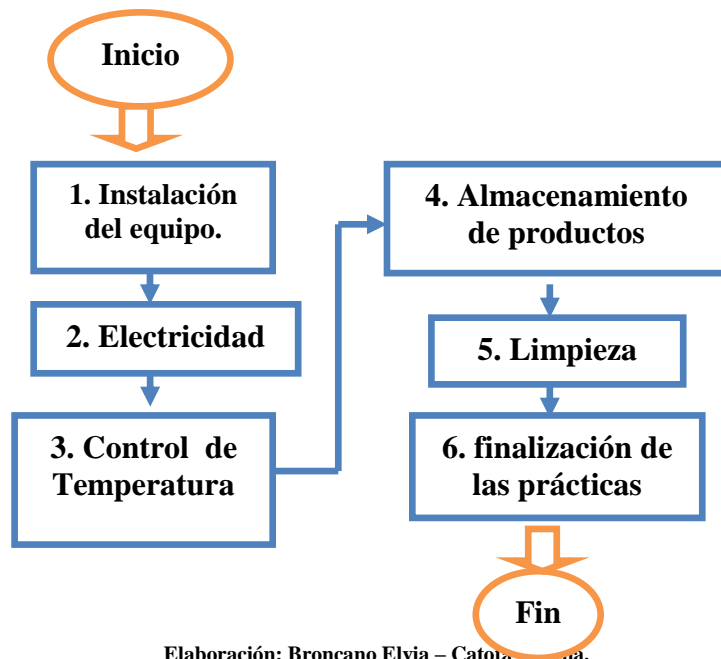 Inicio
1. Instalación
del equipo.
2. Electricidad
3. Control de
Temperatura
4. Almacenamiento
de productos
5. Limpieza
6. finalización de
las prácticas
Fin
Elaboración: Broncano Elvia –